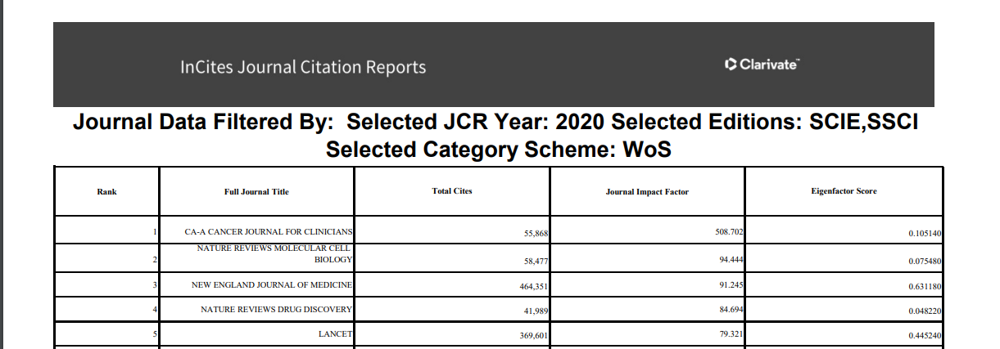 InCites Journal Citation Reports
Clarivate™
Journal Data Filtered By: Selected JCR Year: 2020 Selected Editions: SCIE,SSCI
Selected Category Scheme: WoS
Rank Full Journal Title Total Cites Journal Impact Factor Eigenfactor Score
1 CA-A CANCER JOURNAL FOR CLINICIANS 55,868 508.702 0.105140
NATURE REVIEWS MOLECULAR CELL
2 BIOLOGY 58,477 94.444 0.075480
3 NEW ENGLAND JOURNAL OF MEDICINE 464,351 91.245 0.631180
4 NATURE REVIEWS DRUG DISCOVERY 41,989 84.694 0.048220
5 LANCET 369,601 79.321 0.445240